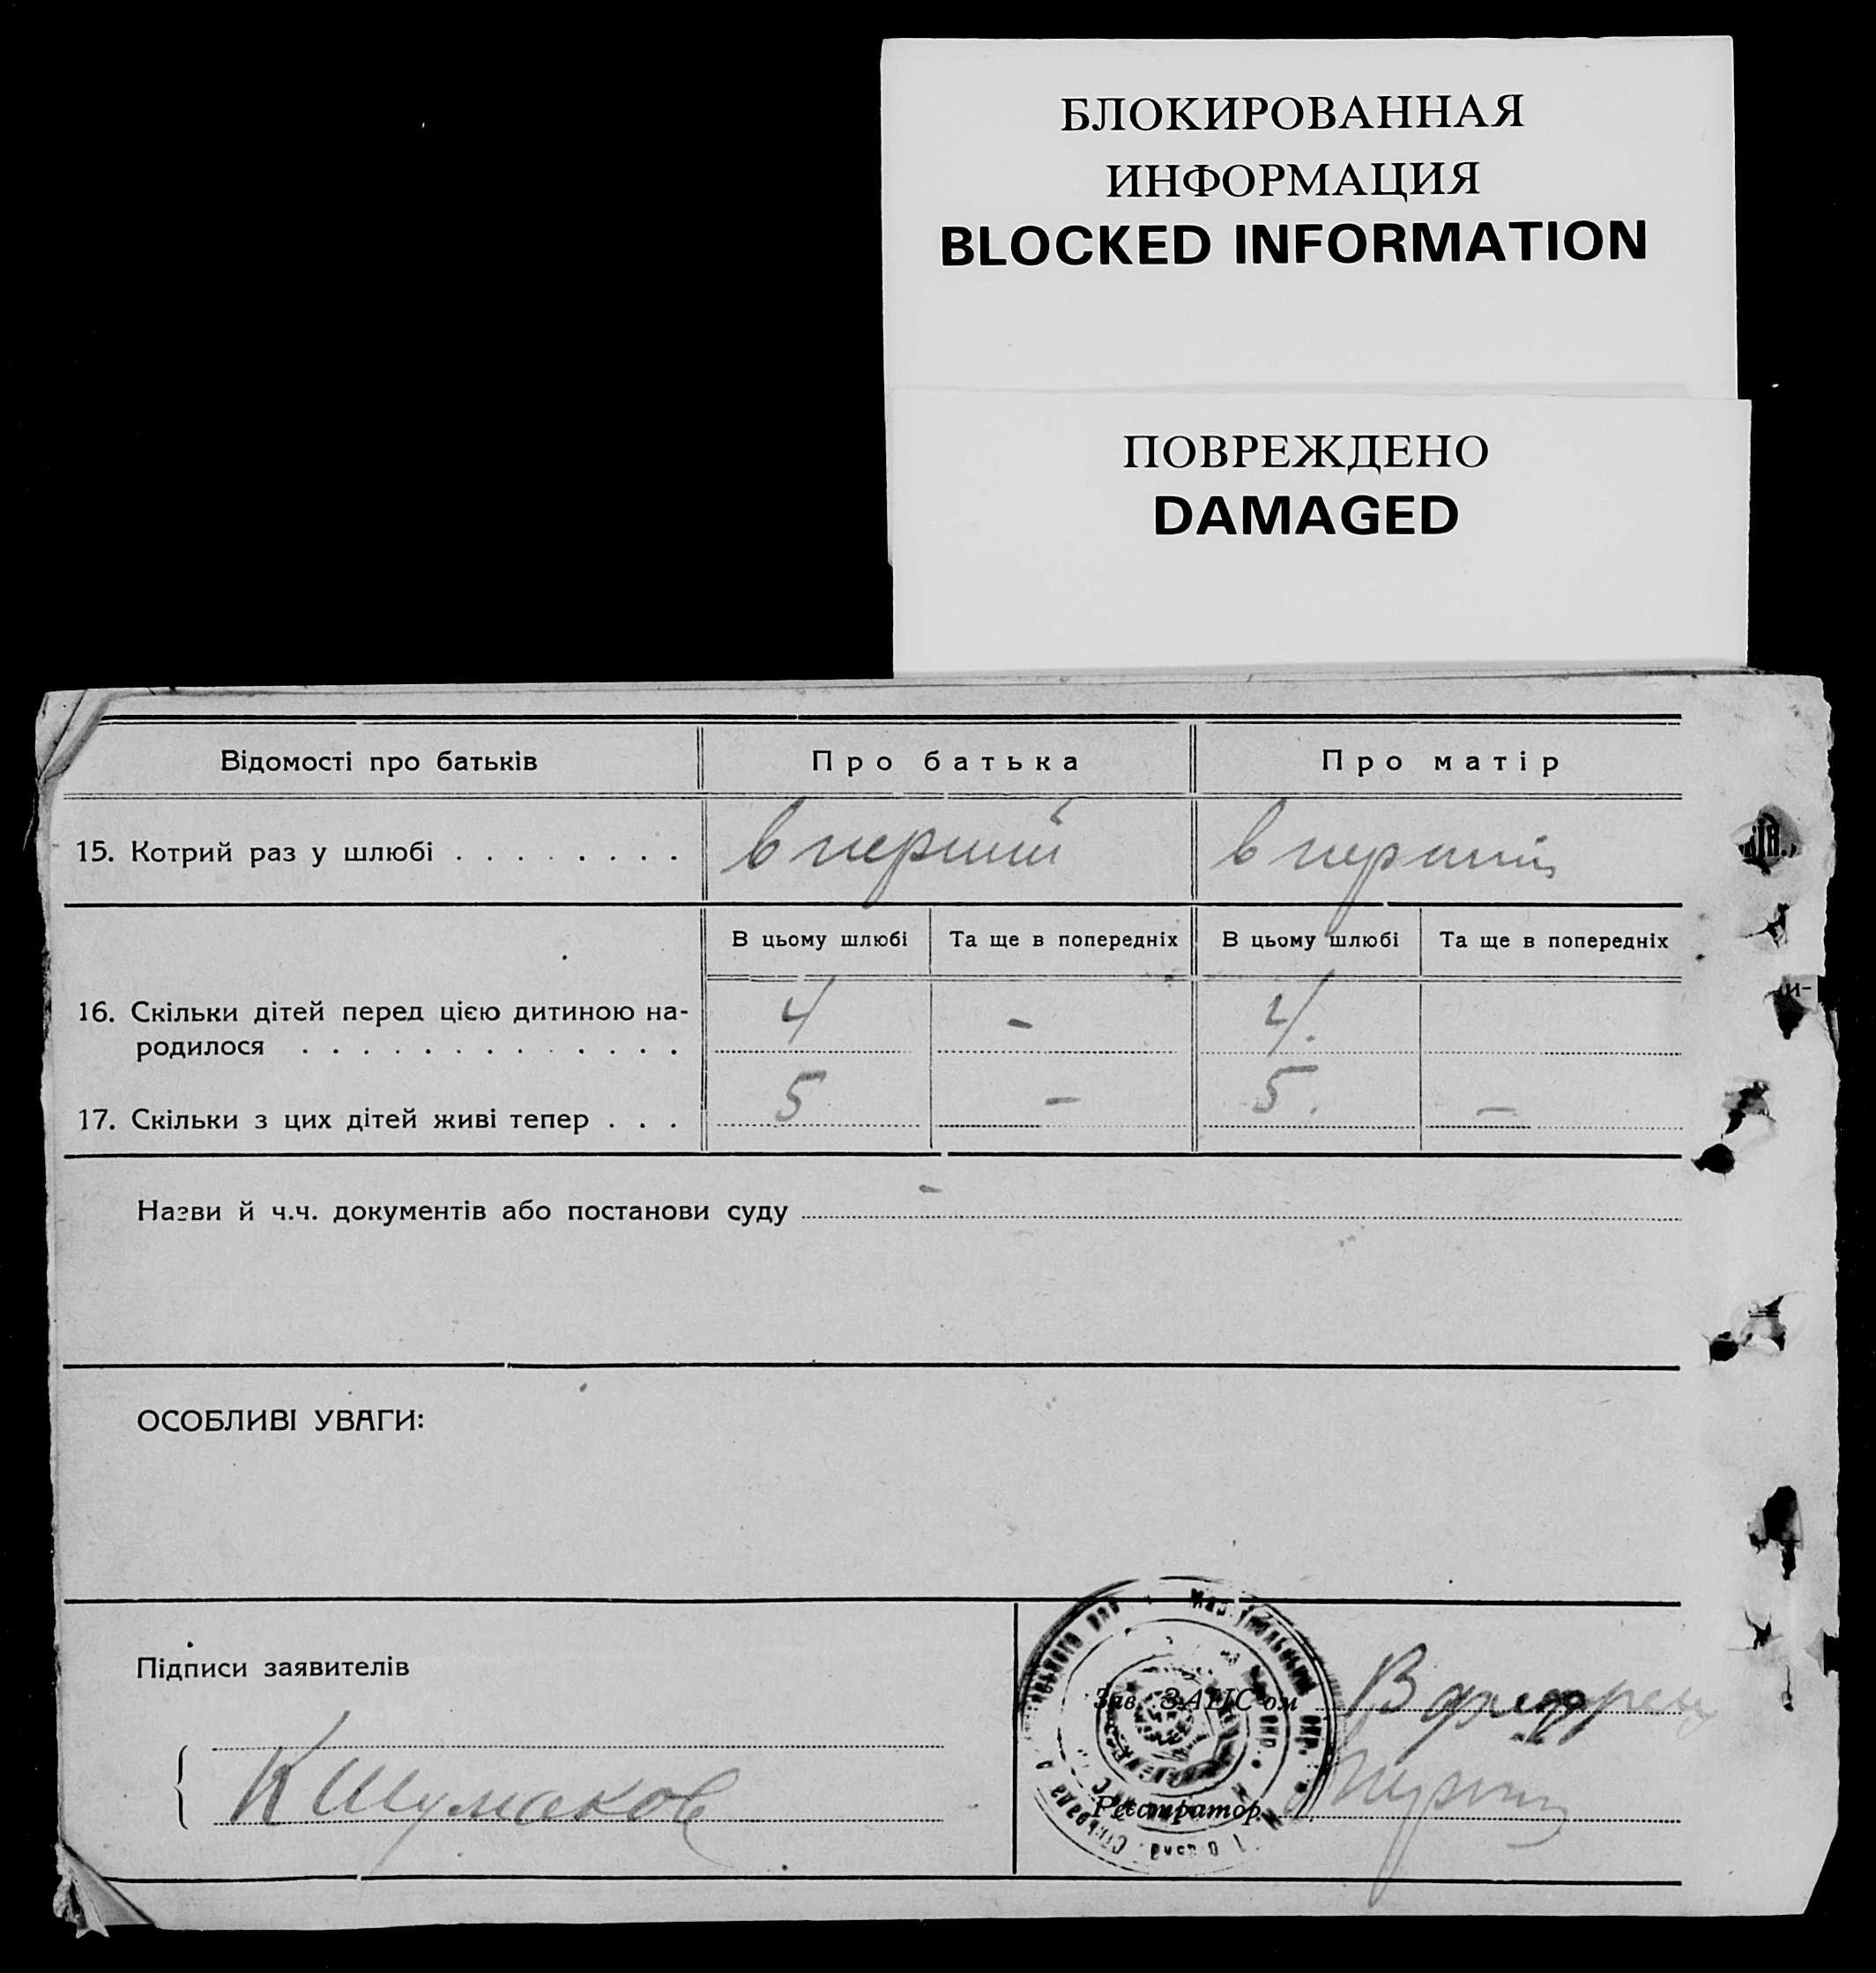 БЛОКИРОВАННАЯ
ИНФОРМАЦИЯ
BLOCKED INFORMATION
ПОВРЕЖДЕНО
DAMAGED
Відомості про батьків Про батька Про матір
15. Котрий раз у шлюбі . . . . . . . . в перший в перший
В цьому шлюбі Та ще в попередніх В цьому шлюбі Та ще в попередніх
16. Скільки дітей перед цією дитиною на-
родилося . . . . . . . . . . . . . 4 - 4.
17. Скільки з цих дітей живі тепер . . . 5 - 5. -
Назви й ч.ч. документів або постанови суду -
ОСОБЛИВІ УВАГИ:
Підписи заявителів
Зав. ЗАГС'ом
К Шумаков
Реєстратор